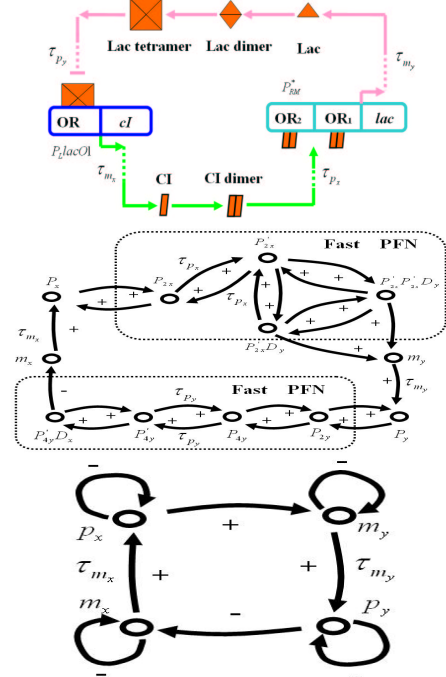 Lac tetramer Lac dimer Lac
τ_{p_y} τ_{m_y}
P*_{RM}
OR cI OR₂ OR₁ lac
P_LlacO1 τ_{m_x} CI CI dimer τ_{p_x}
P'_{2x} Fast PFN
P_x + P_{2x} τ_{p_x} + + +
+ + + + + P'_{2x}P'_{2x}D_y
τ_{m_x} + τ_{p_x} + +
m_x P'_{2x}D_y + m_y
- τ_{p_y} Fast PFN + τ_{m_y}
+ + + + + + + +
P'_{4y}D_x P'_{4y} τ_{p_y} P_{4y} P_{2y} P_y
- -
p_x + m_y
τ_{m_x} + + τ_{m_y}
m_x - p_y
- -